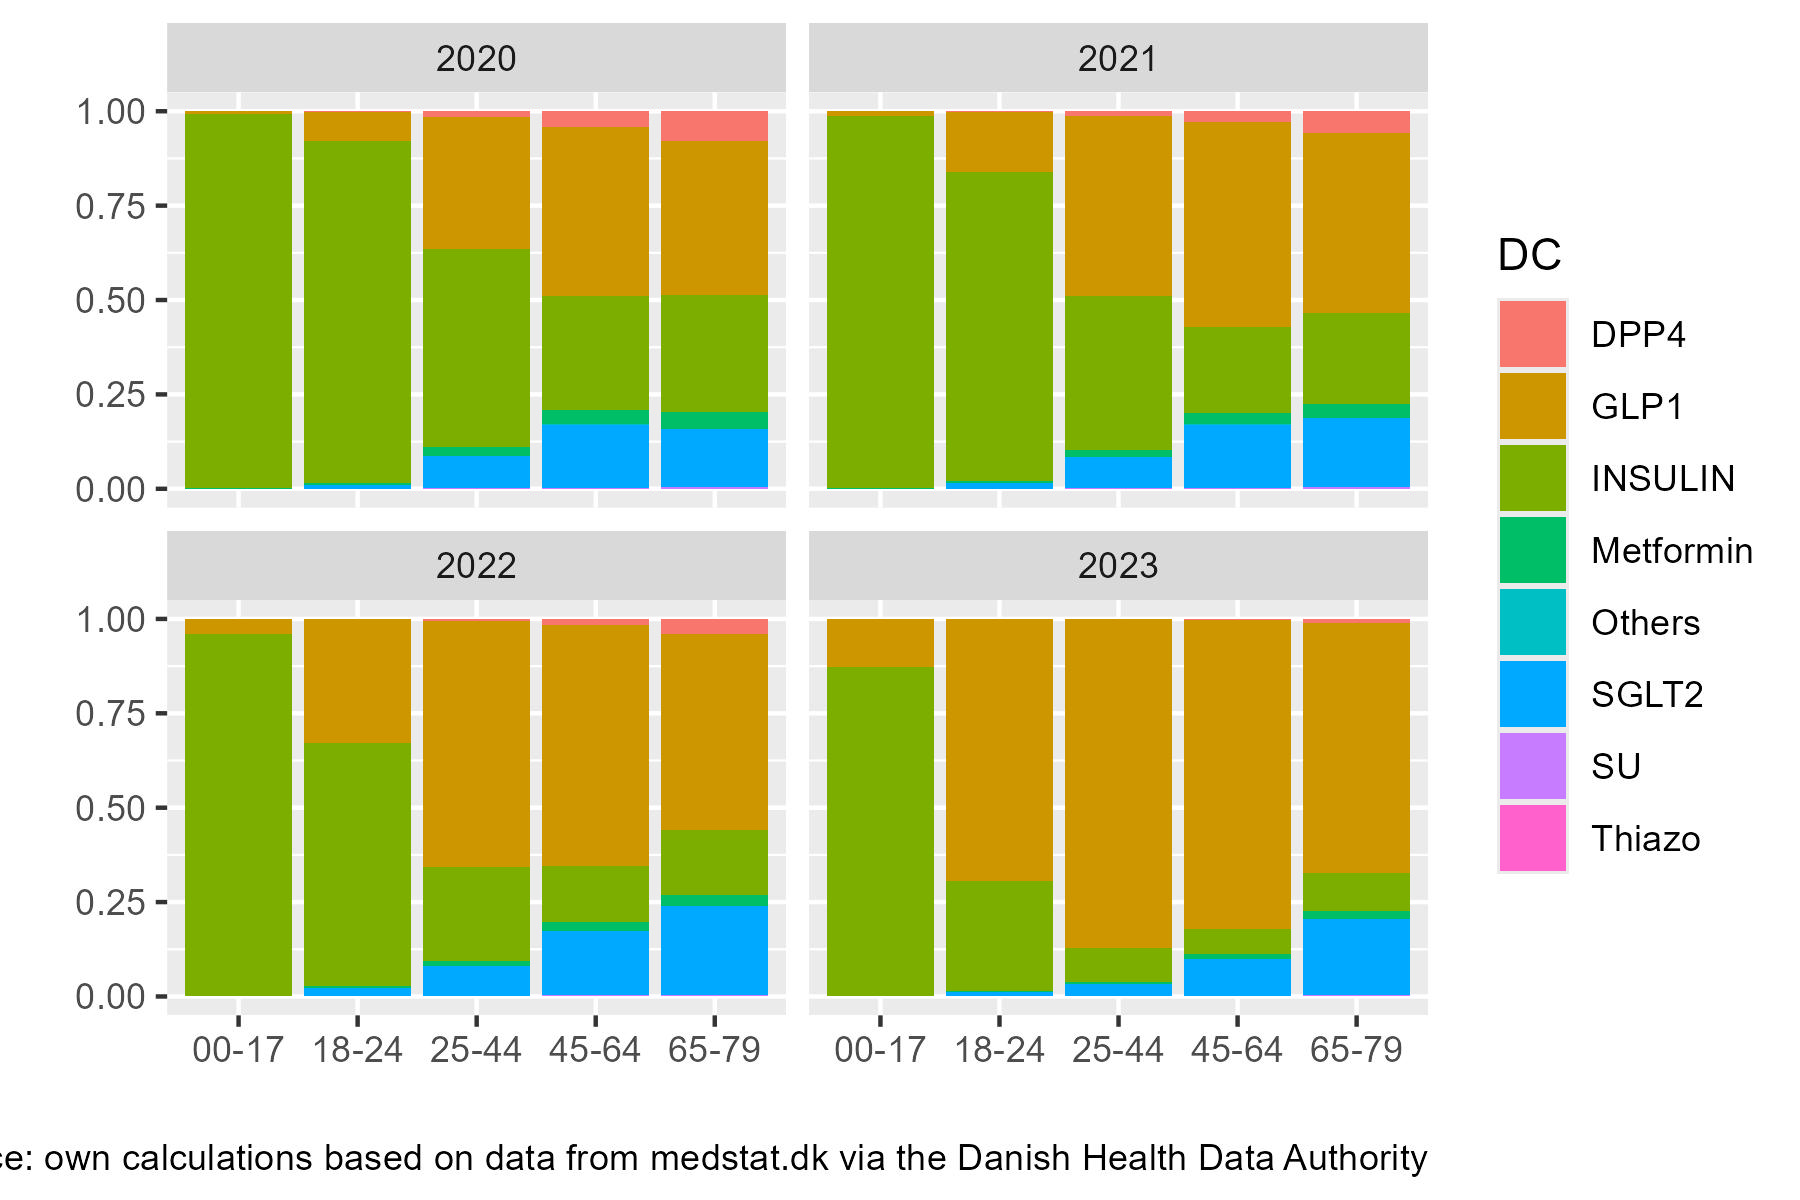 2020
2021
1.00
0.75
0.50
0.25
0.00
2022
2023
1.00
0.75
0.50
0.25
0.00
00-17 18-24 25-44 45-64 65-79
00-17 18-24 25-44 45-64 65-79
DC
DPP4
GLP1
INSULIN
Metformin
Others
SGLT2
SU
Thiazo
ce: own calculations based on data from medstat.dk via the Danish Health Data Authority